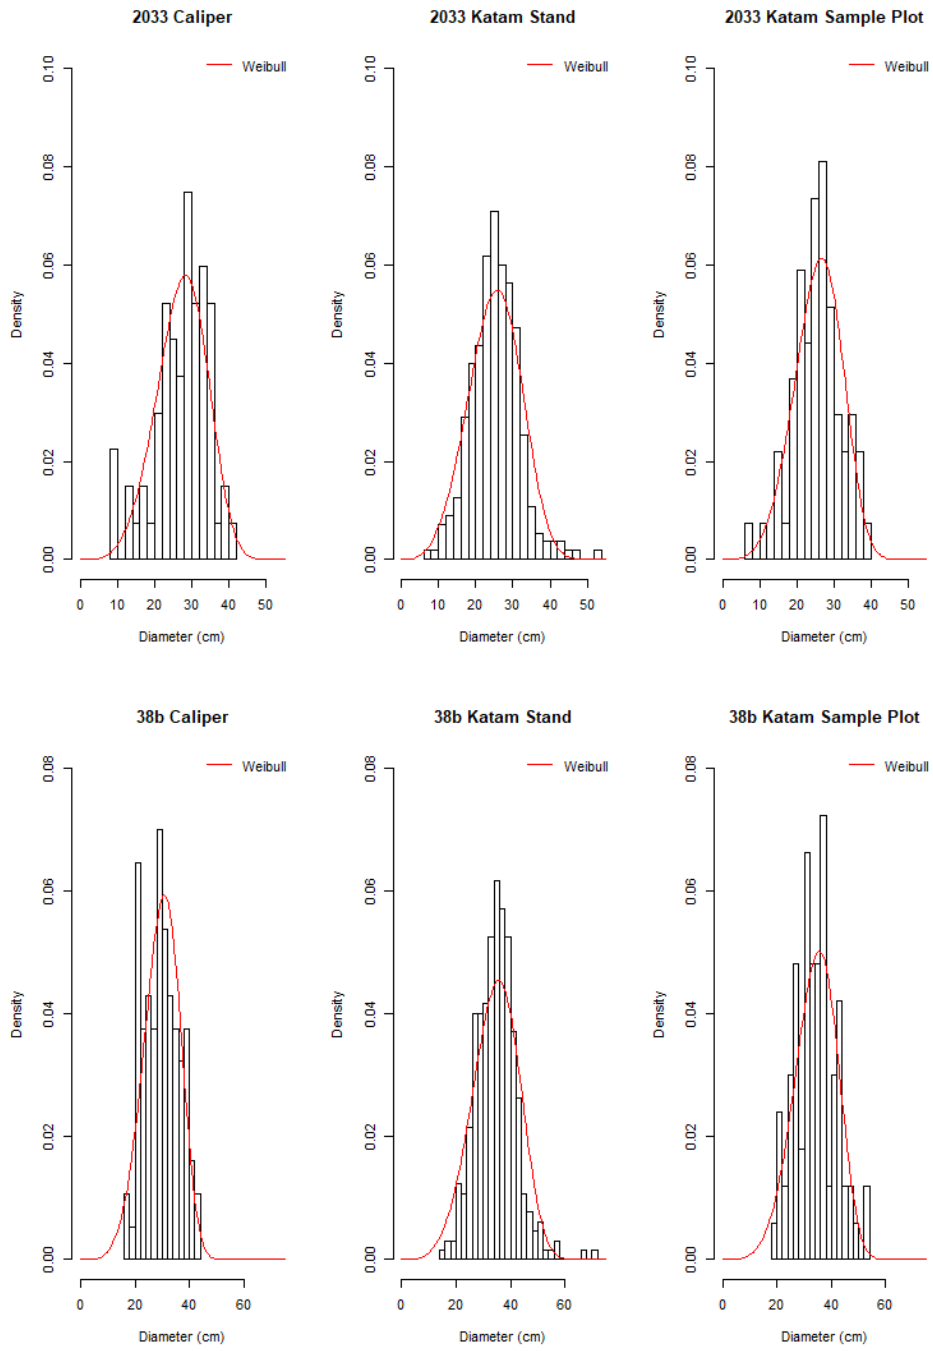 2033 Caliper
Weibull
0.10
0.08
0.06
0.04
0.02
0.00
Density
0 10 20 30 40 50
Diameter (cm)
2033 Katam Stand
Weibull
0.10
0.08
0.06
0.04
0.02
0.00
Density
0 10 20 30 40 50
Diameter (cm)
2033 Katam Sample Plot
Weibull
0.10
0.08
0.06
0.04
0.02
0.00
Density
0 10 20 30 40 50
Diameter (cm)
38b Caliper
Weibull
0.08
0.06
0.04
0.02
0.00
Density
0 20 40 60
Diameter (cm)
38b Katam Stand
Weibull
0.08
0.06
0.04
0.02
0.00
Density
0 20 40 60
Diameter (cm)
38b Katam Sample Plot
Weibull
0.08
0.06
0.04
0.02
0.00
Density
0 20 40 60
Diameter (cm)